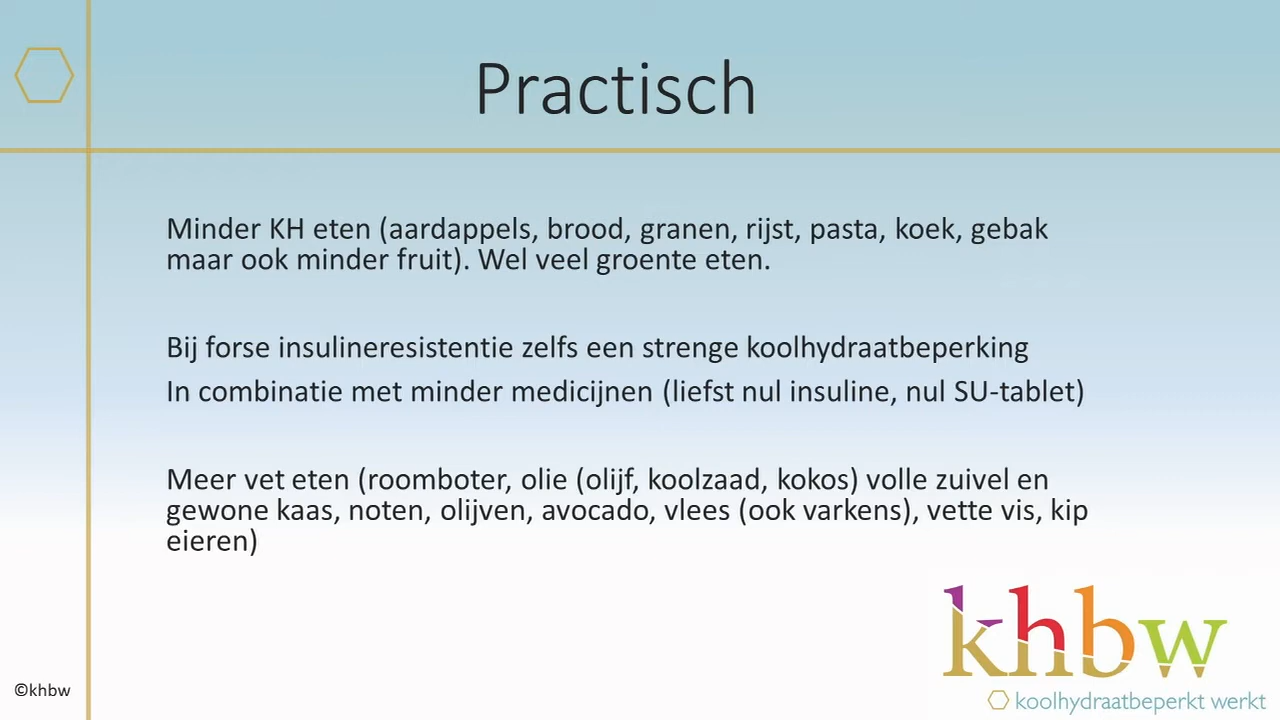 Practisch
Minder KH eten (aardappels, brood, granen, rijst, pasta, koek, gebak
maar ook minder fruit). Wel veel groente eten.
Bij forse insulineresistentie zelfs een strenge koolhydraatbeperking
In combinatie met minder medicijnen (liefst nul insuline, nul SU-tablet)
Meer vet eten (roomboter, olie (olijf, koolzaad, kokos) volle zuivel en
gewone kaas, noten, olijven, avocado, vlees (ook varkens), vette vis, kip
eieren)
khbw
koolhydraatbeperkt werkt
©khbw